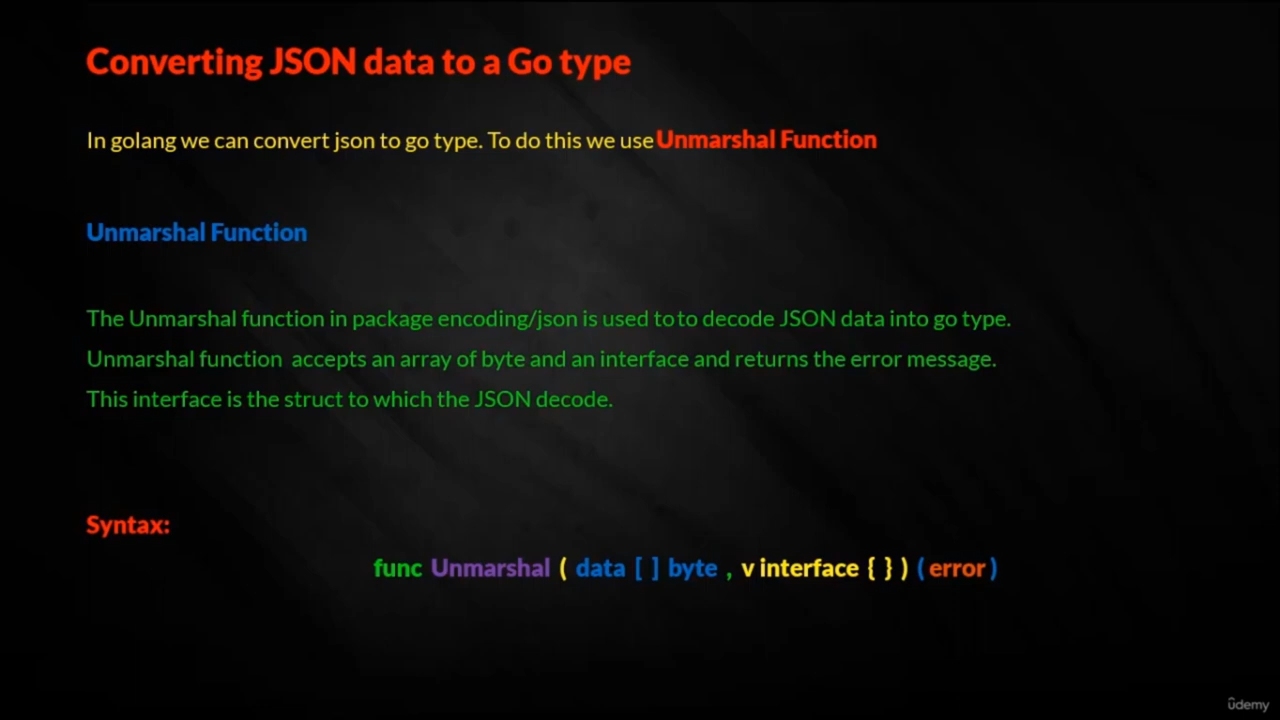 Converting JSON data to a Go type
In golang we can convert json to go type. To do this we use Unmarshal Function
Unmarshal Function
The Unmarshal function in package encoding/json is used to to decode JSON data into go type.
Unmarshal function accepts an array of byte and an interface and returns the error message.
This interface is the struct to which the JSON decode.
Syntax:
func Unmarshal ( data [ ] byte , v interface { } ) ( error )
ûdemy